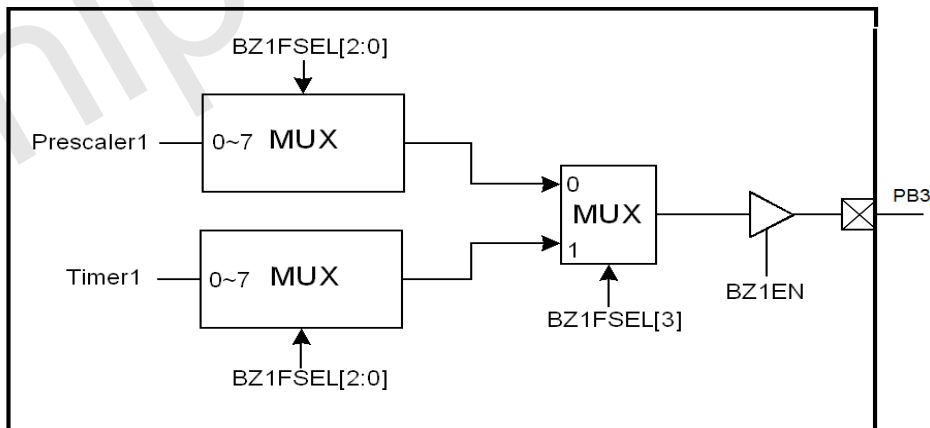 BZ1FSEL[2:0]
Prescaler1
0~7 MUX
0
MUX
1
PB3
Timer1
0~7 MUX
BZ1EN
BZ1FSEL[3]
BZ1FSEL[2:0]